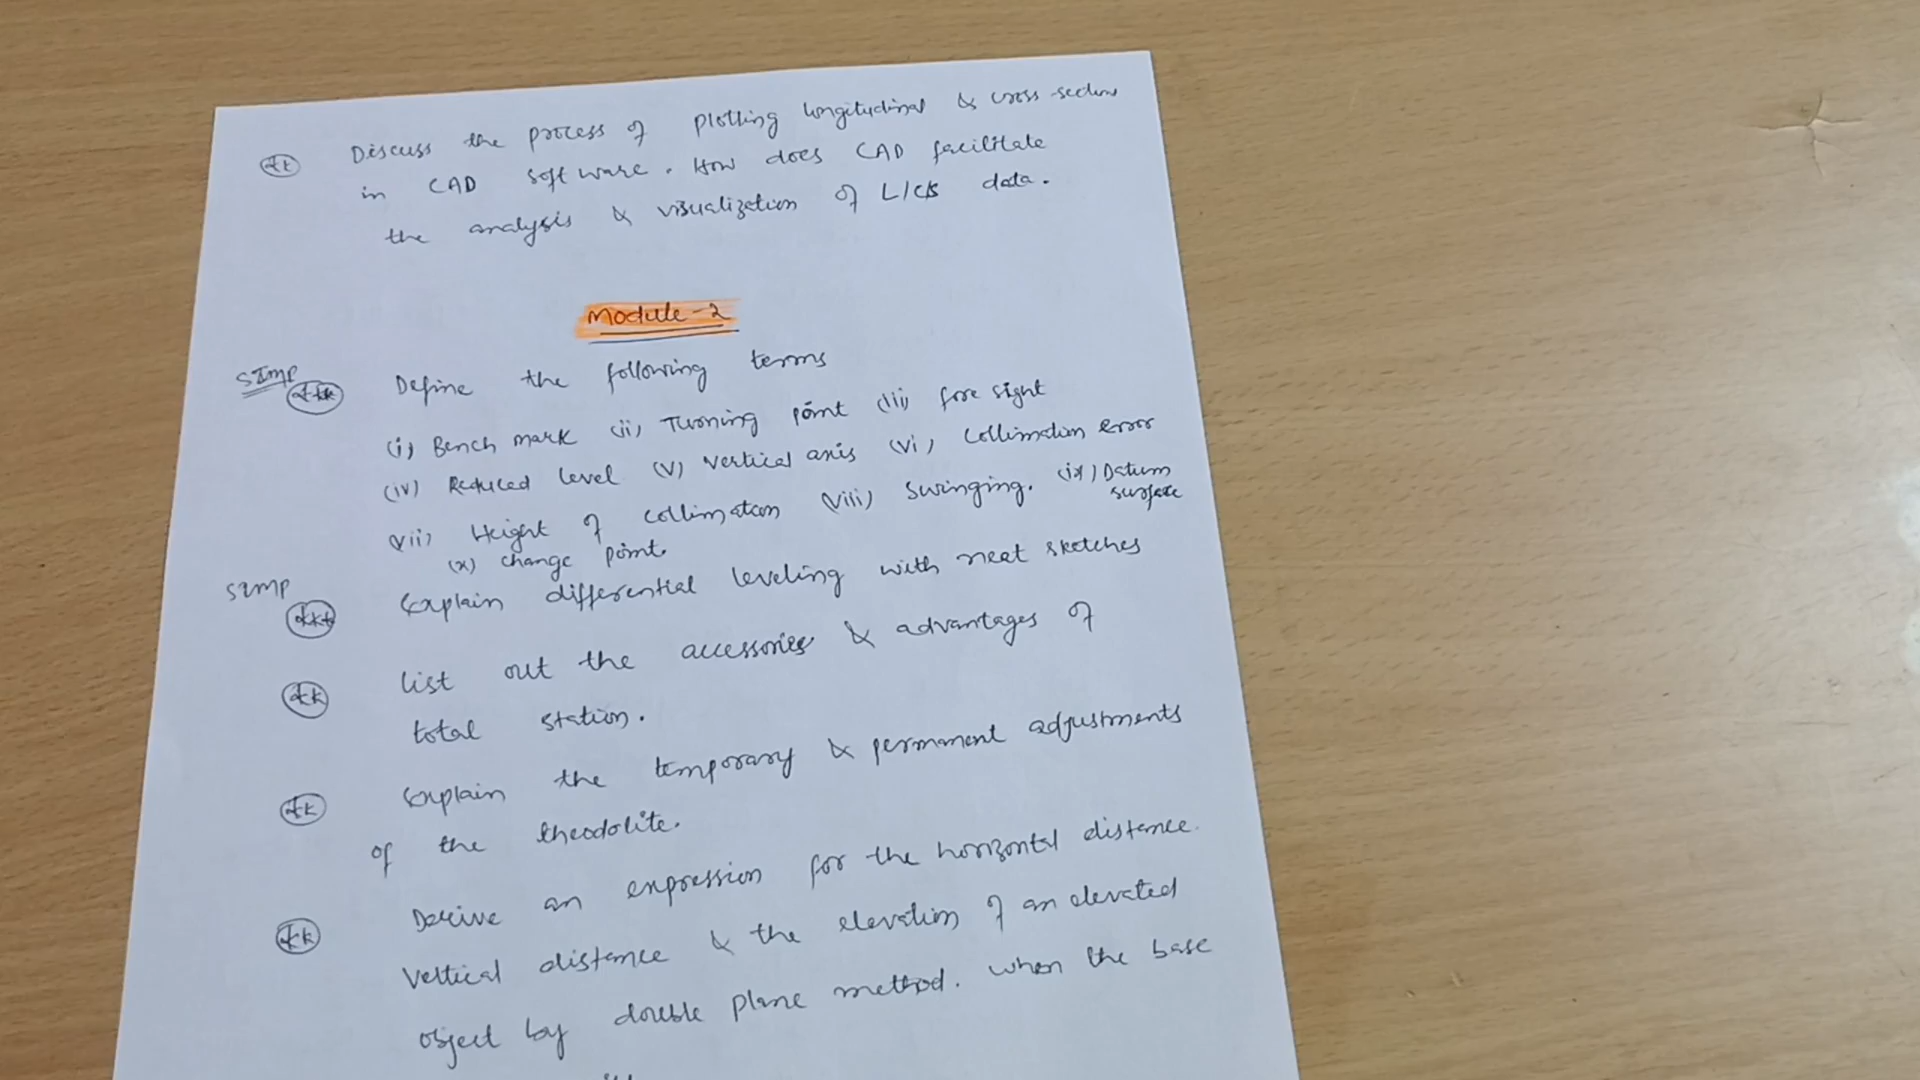 Discuss the process of plotting longitudinal & cross-sections
in CAD software. How does CAD facilitate
the analysis & visualization of L/C/S data.
Module-2
SIMP
Define the following terms
(i) Bench mark (ii) Turning point (iii) fore sight
(iv) Reduced level (v) Vertical axis (vi) Collimation error
(vii) Height of collimation (viii) Swinging. (ix) Datum surface
(x) change point.
SIMP
Explain differential leveling with neat sketches
List out the accessories & advantages of
total station.
Explain the temporary & permanent adjustments
of the theodolite.
Derive an expression for the horizontal distance.
Vertical distance & the elevation of an elevated
object by double plane method. when the base